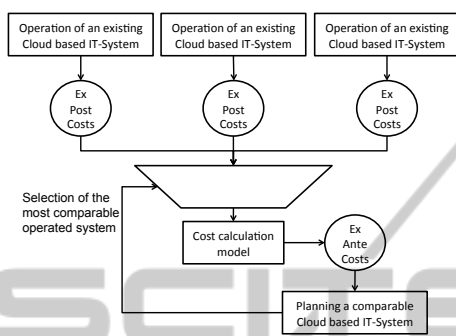 Operation of an existing
Cloud based IT-System
Operation of an existing
Cloud based IT-System
Operation of an existing
Cloud based IT-System
Ex
Post
Costs
Ex
Post
Costs
Ex
Post
Costs
Selection of the
most comparable
operated system
Cost calculation
model
Ex
Ante
Costs
Planning a comparable
Cloud based IT-System